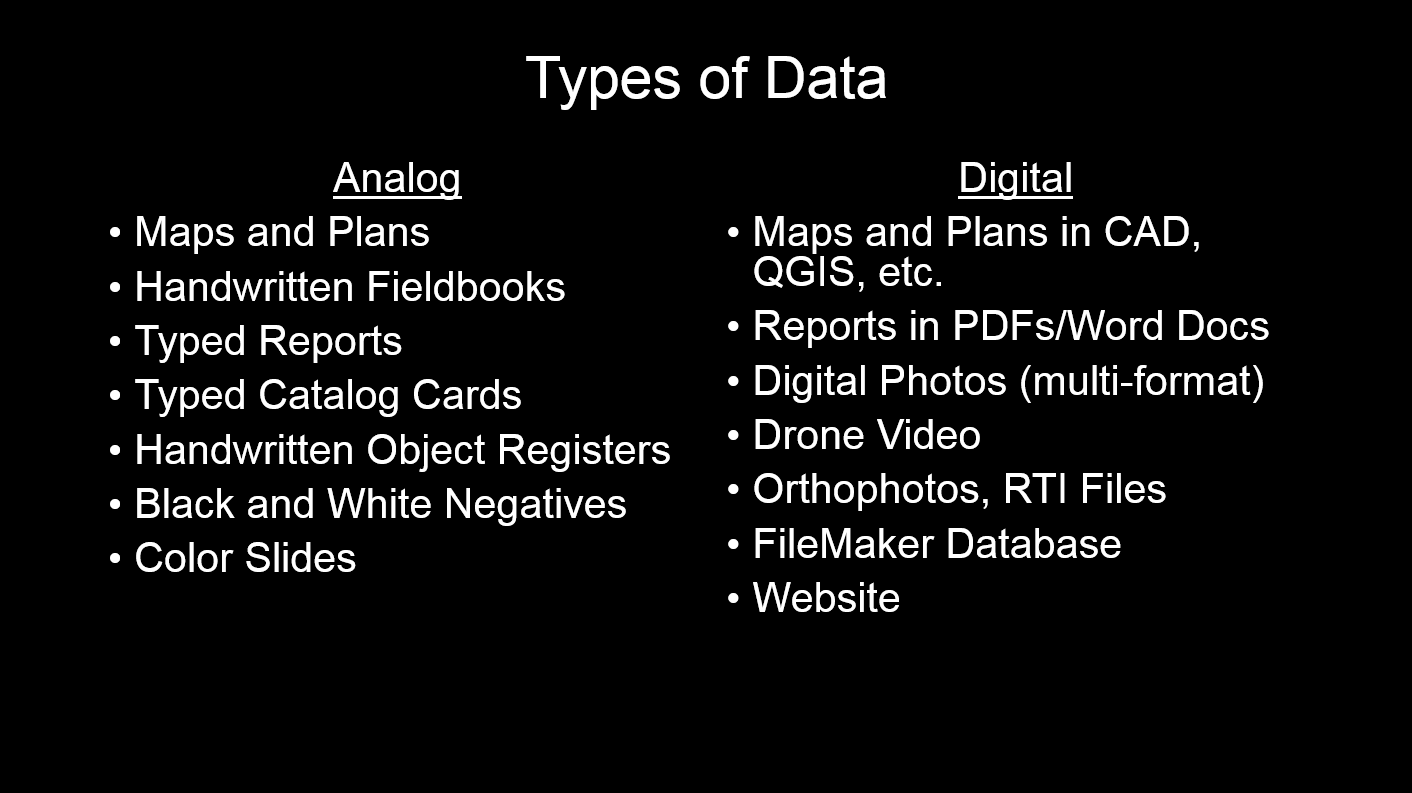 Types of Data
Analog
• Maps and Plans
• Handwritten Fieldbooks
• Typed Reports
• Typed Catalog Cards
• Handwritten Object Registers
• Black and White Negatives
• Color Slides
Digital
• Maps and Plans in CAD,
QGIS, etc.
• Reports in PDFs/Word Docs
• Digital Photos (multi-format)
• Drone Video
• Orthophotos, RTI Files
• FileMaker Database
• Website